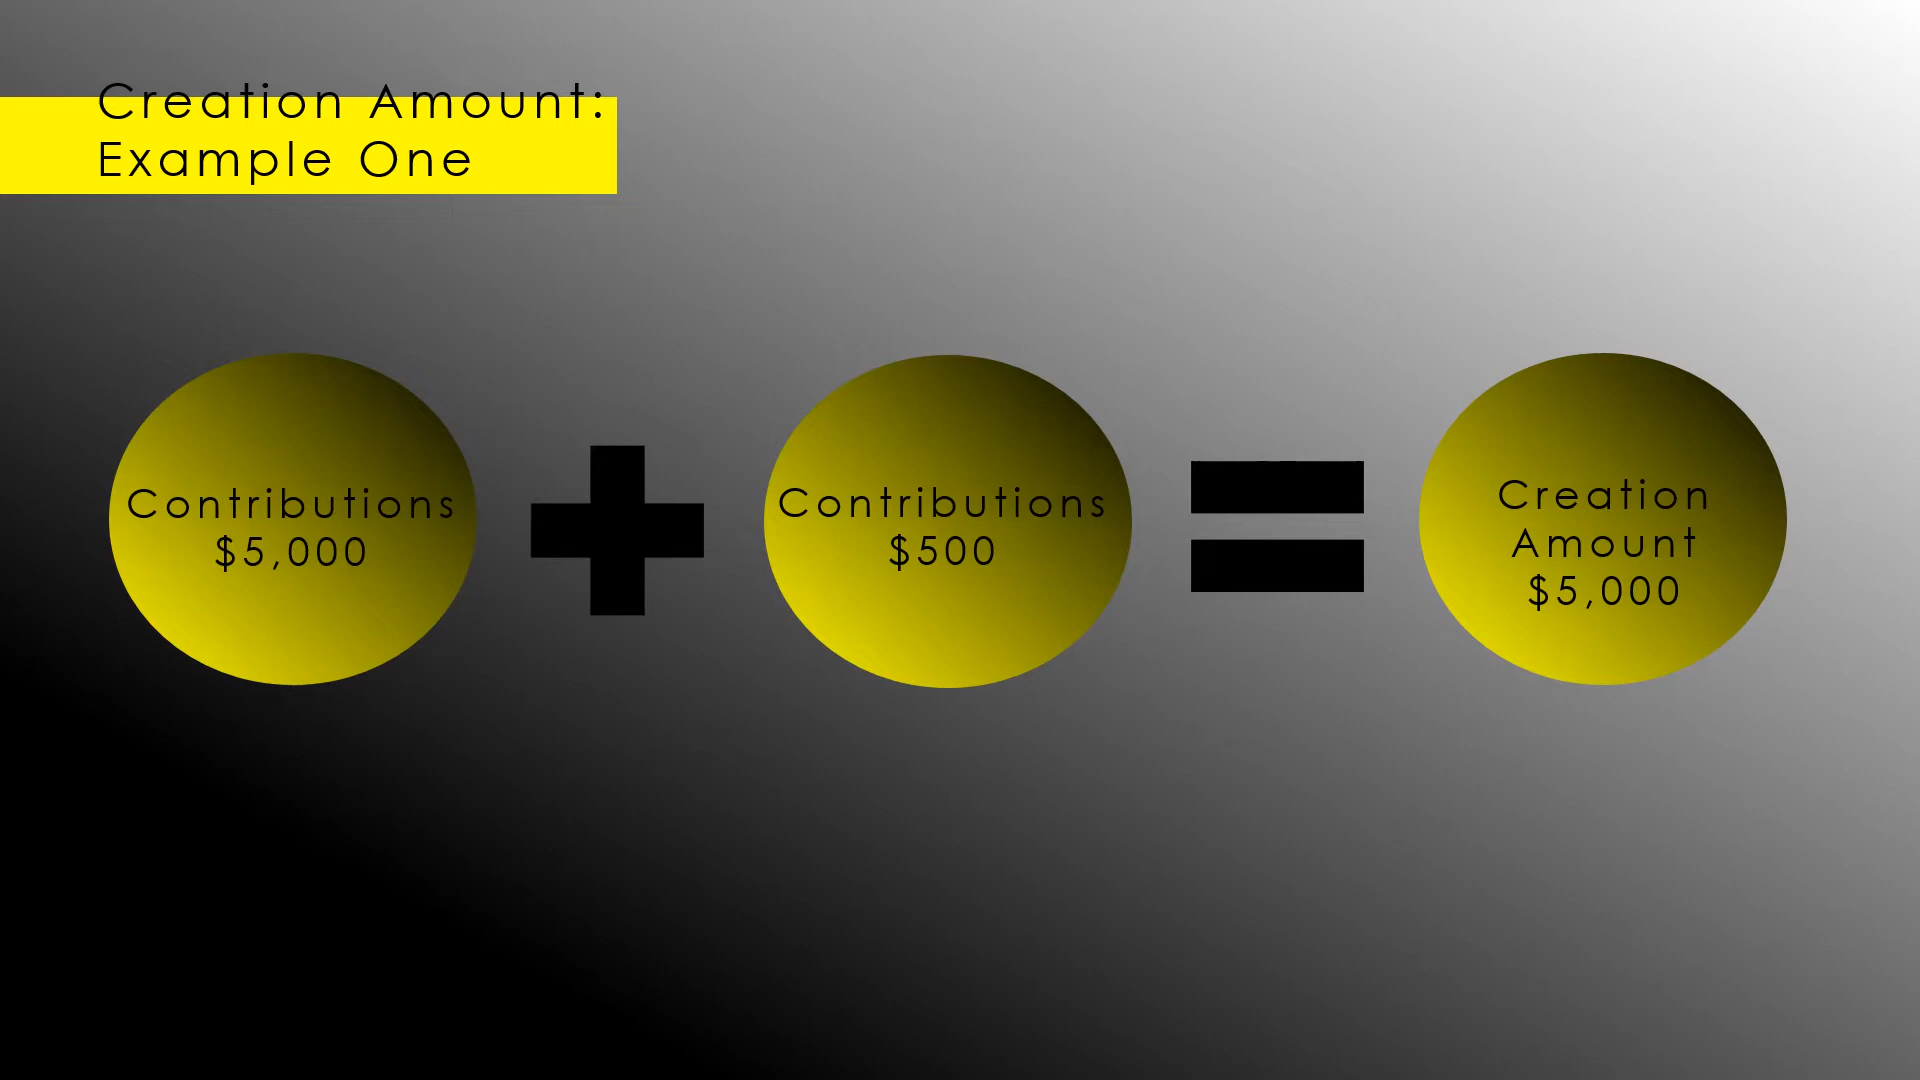 Creation Amount:
Example One
Contributions
$5,000
Contributions
$500
Creation
Amount
$5,000